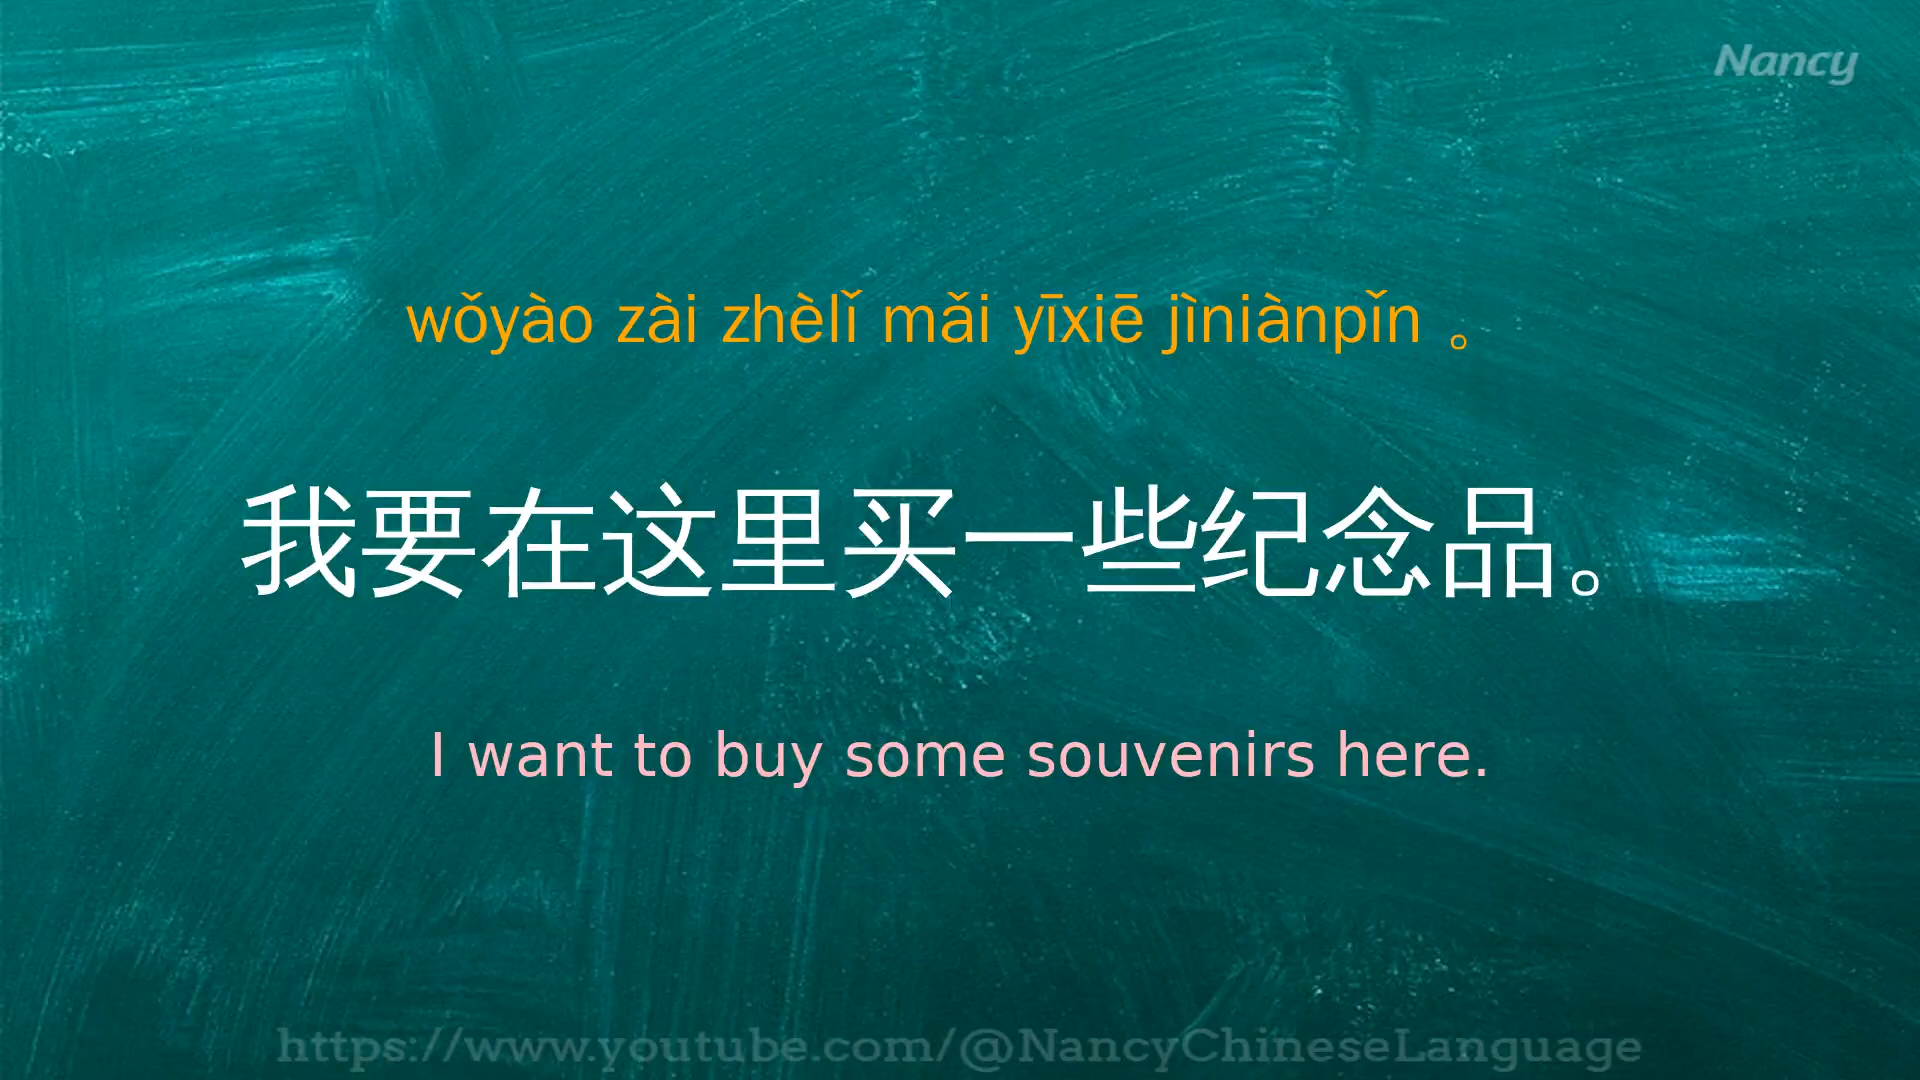 Nancy
wǒyào zài zhèlǐ mǎi yīxiē jìniànpǐn 。
我要在这里买一些纪念品。
I want to buy some souvenirs here.
https://www.youtube.com/@NancyChineseLanguage